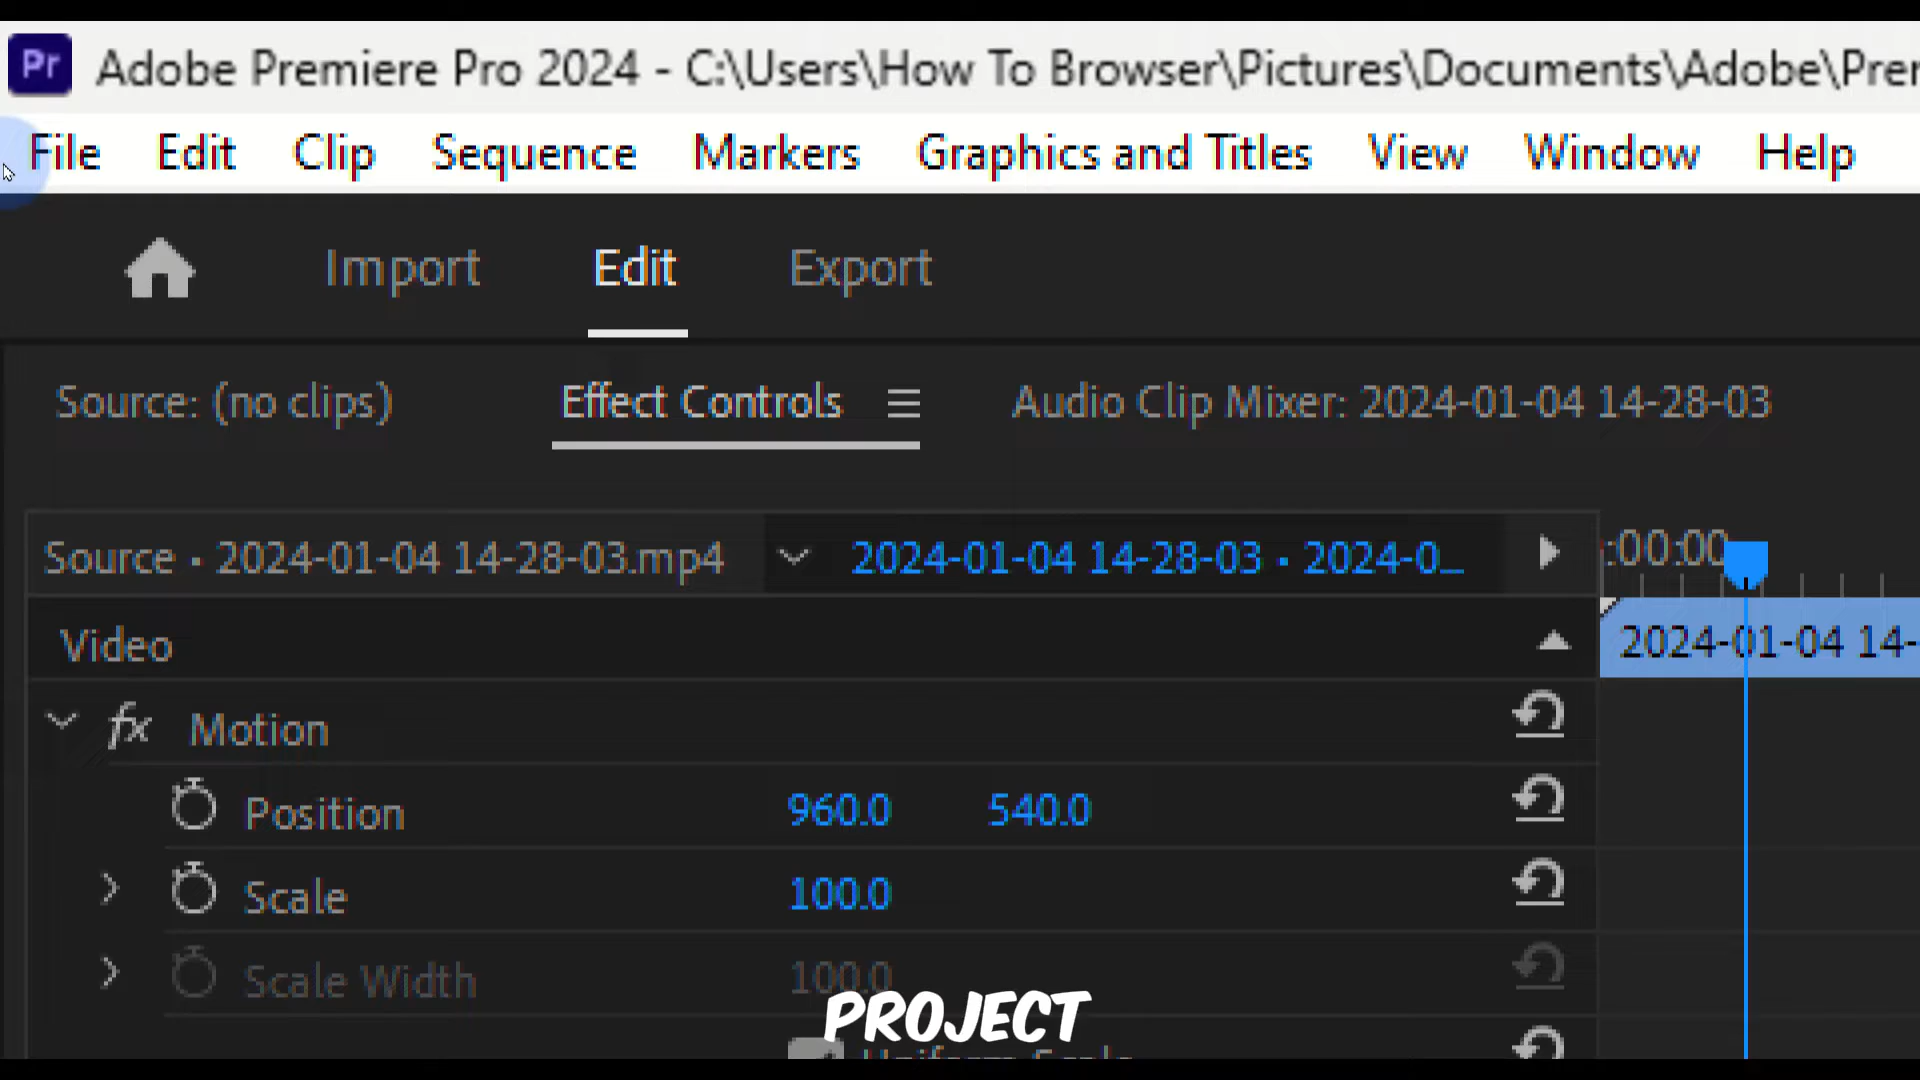 Pr Adobe Premiere Pro 2024 - C:\Users\How To Browser\Pictures\Documents\Adobe\Prer
File Edit Clip Sequence Markers Graphics and Titles View Window Help
Import Edit Export
Source: (no clips) Effect Controls Audio Clip Mixer: 2024-01-04 14-28-03
Source · 2024-01-04 14-28-03.mp4 2024-01-04 14-28-03 · 2024-0... :00:00
Video 2024-01-04 14-
fx Motion
Position 960.0 540.0
Scale 100.0
Scale Width 100.0
PROJECT
Uniform Scale